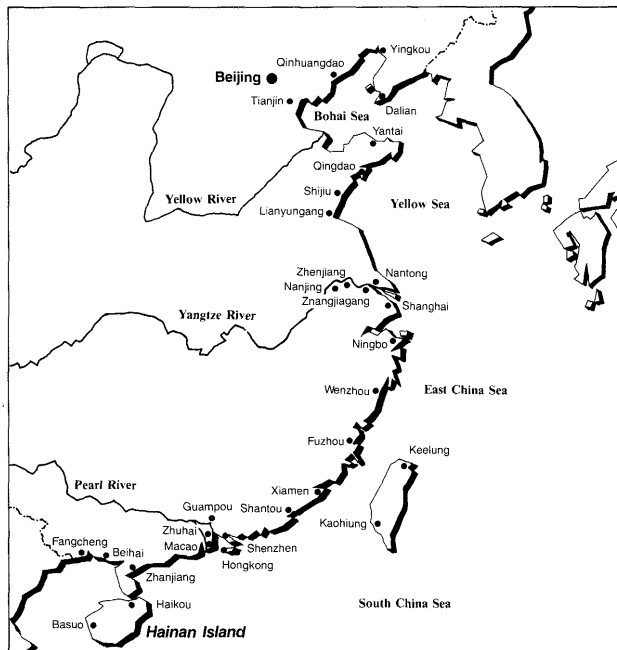 Yingkou
Qinhuangdao
Beijing
Tianjin
Dalian
Bohai Sea
Yantai
Qingdao
Shijiu
Yellow River
Yellow Sea
Lianyungang
Zhenjiang
Nantong
Nanjing
Znangjiagang
Shanghai
Yangtze River
Ningbo
Wenzhou
East China Sea
Fuzhou
Keelung
Pearl River
Xiamen
Guampou
Shantou
Kaohiung
Zhuhai
Fangcheng
Macao
Shenzhen
Beihai
Hongkong
Zhanjiang
Haikou
South China Sea
Basuo
Hainan Island